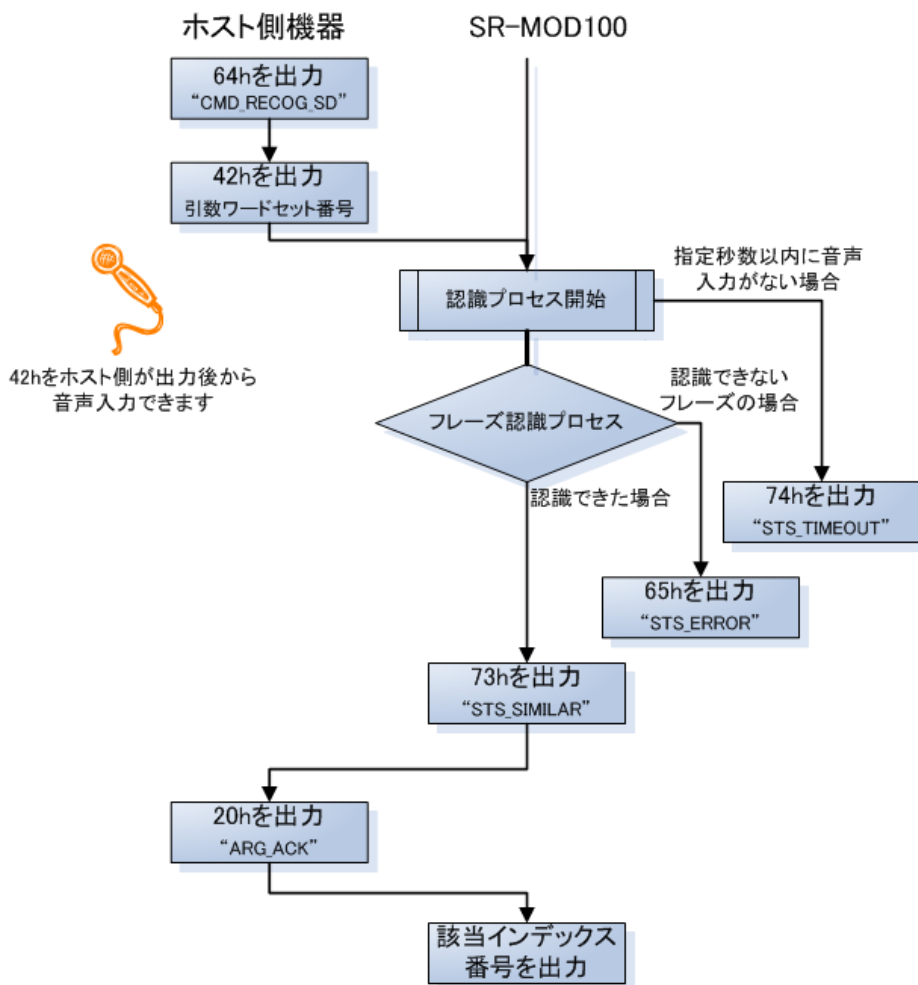 ホスト側機器
SR-MOD100
64hを出力
“CMD_RECOG_SD”
42hを出力
引数ワードセット番号
指定秒数以内に音声
入力がない場合
認識プロセス開始
42hをホスト側が出力後から
音声入力できます
認識できない
フレーズの場合
フレーズ認識プロセス
認識できた場合
74hを出力
“STS_TIMEOUT”
65hを出力
“STS_ERROR”
73hを出力
“STS_SIMILAR”
20hを出力
“ARG_ACK”
該当インデックス
番号を出力